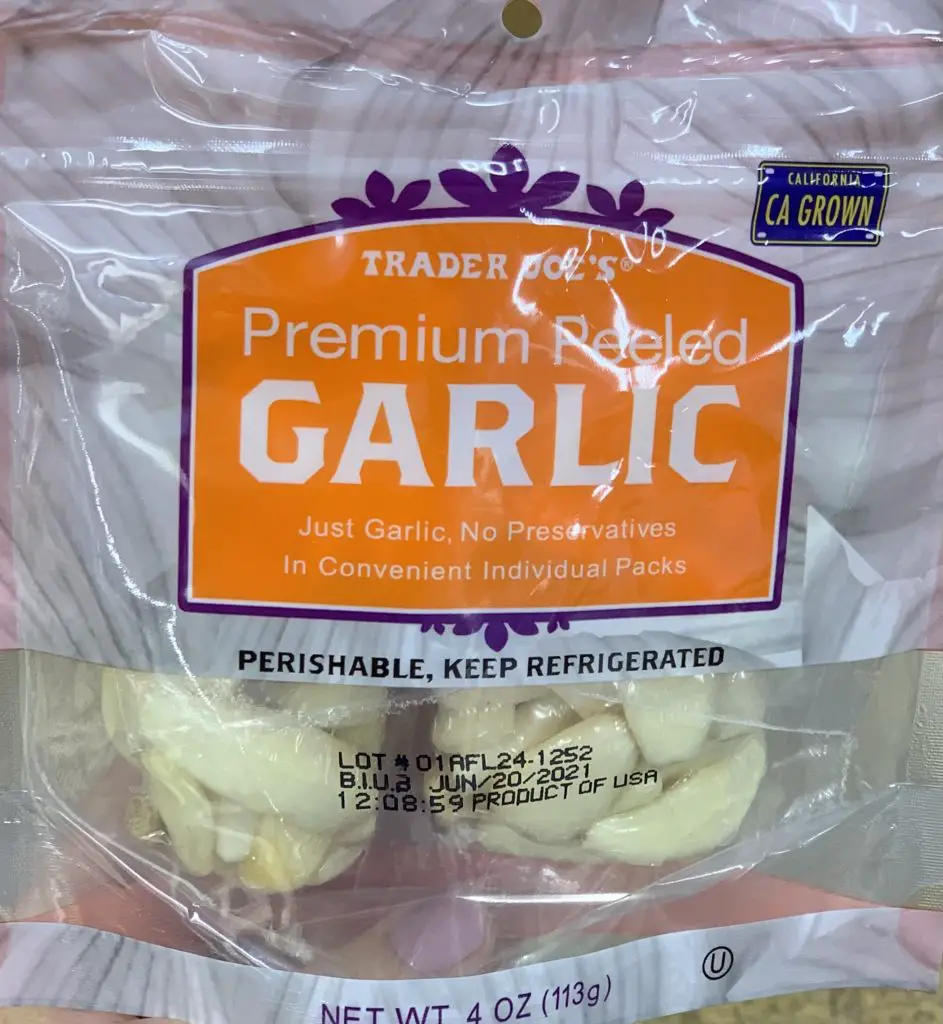 CALIFORNIA
CA GROWN
TRADER JOE'S®
Premium Peeled
GARLIC
Just Garlic, No Preservatives
In Convenient Individual Packs
PERISHABLE, KEEP REFRIGERATED
LOT # 01AFL24-1252
B.I.U.B JUN/20/2021
12:08:59 PRODUCT OF USA
U
NET WT 4 OZ (113g)